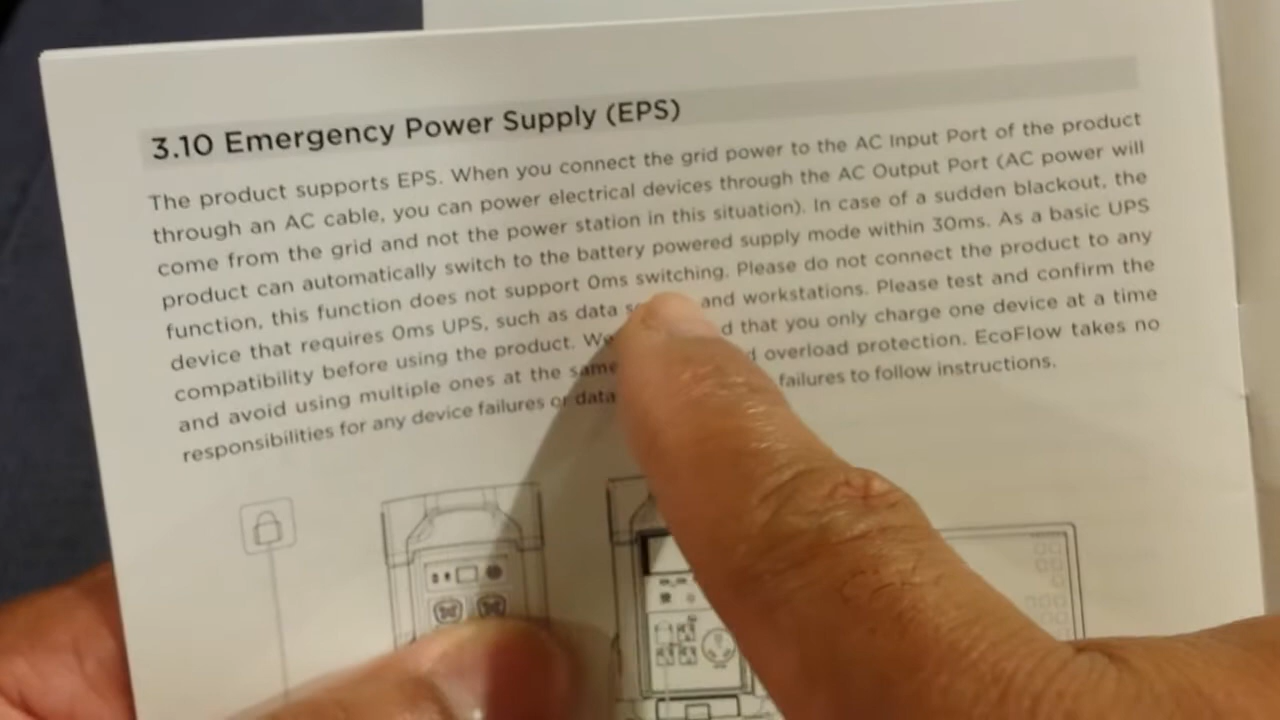 3.10 Emergency Power Supply (EPS)
The product supports EPS. When you connect the grid power to the AC Input Port of the product
through an AC cable, you can power electrical devices through the AC Output Port (AC power will
come from the grid and not the power station in this situation). In case of a sudden blackout, the
product can automatically switch to the battery powered supply mode within 30ms. As a basic UPS
function, this function does not support 0ms switching. Please do not connect the product to any
device that requires 0ms UPS, such as data and workstations. Please test and confirm the
compatibility before using the product. We that you only charge one device at a time
and avoid using multiple ones at the same overload protection. EcoFlow takes no
responsibilities for any device failures or data failures to follow instructions.